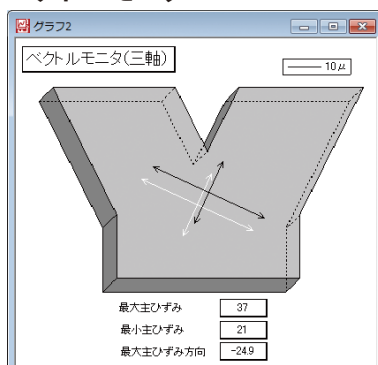 グラフ2
ベクトルモニタ(三軸)
10μ
最大主ひずみ 37
最小主ひずみ 21
最大主ひずみ方向 -24.9